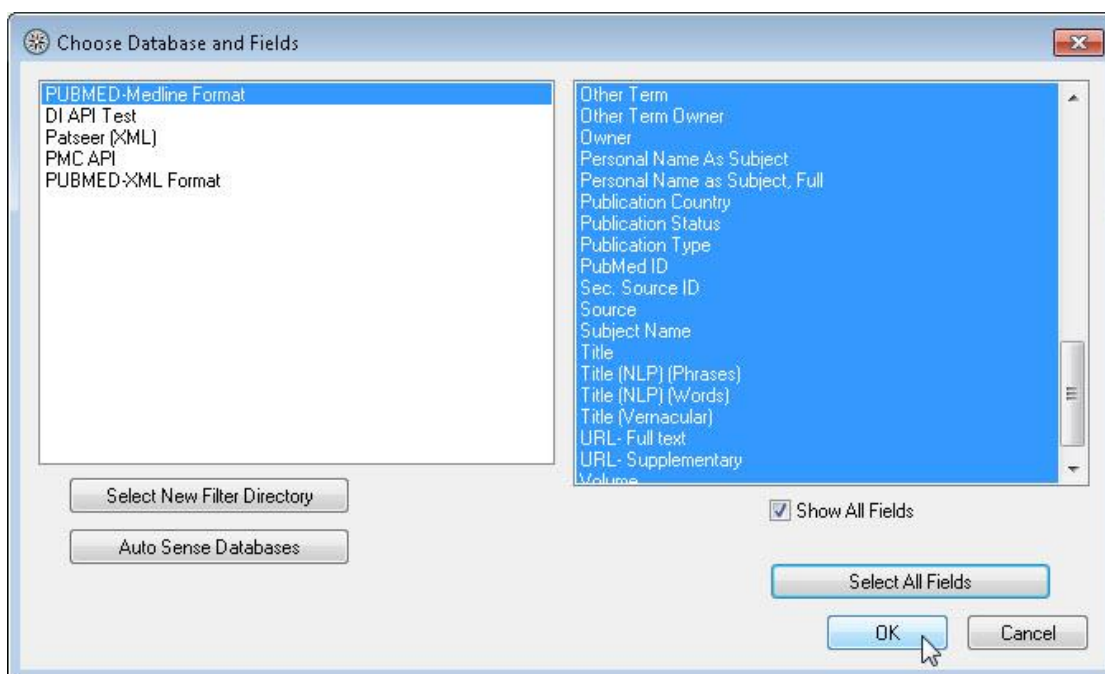 Choose Database and Fields
PUBMED-Medline Format
DI API Test
Patseer (XML)
PMC API
PUBMED-XML Format
Other Term
Other Term Owner
Owner
Personal Name As Subject
Personal Name as Subject, Full
Publication Country
Publication Status
Publication Type
PubMed ID
Sec. Source ID
Source
Subject Name
Title
Title (NLP) (Phrases)
Title (NLP) (Words)
Title (Vernacular)
URL- Full text
URL- Supplementary
Volume
Select New Filter Directory
Auto Sense Databases
Show All Fields
Select All Fields
OK
Cancel